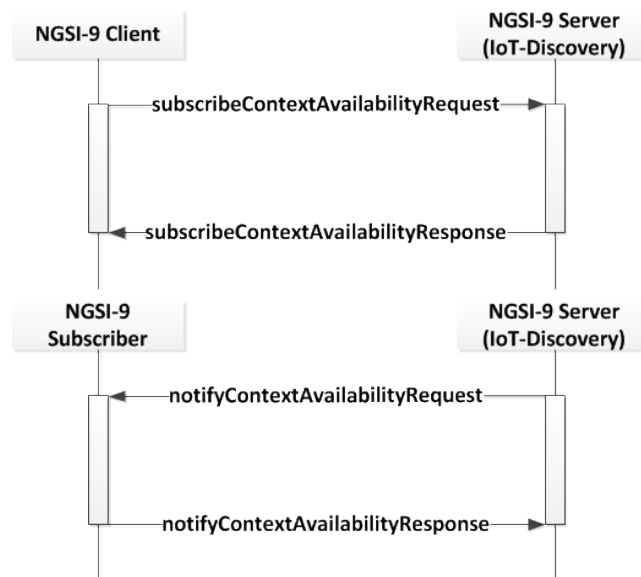 NGSI-9 Client
NGSI-9 Server
(IoT-Discovery)
subscribeContextAvailabilityRequest
subscribeContextAvailabilityResponse
NGSI-9
Subscriber
NGSI-9 Server
(IoT-Discovery)
notifyContextAvailabilityRequest
notifyContextAvailabilityResponse